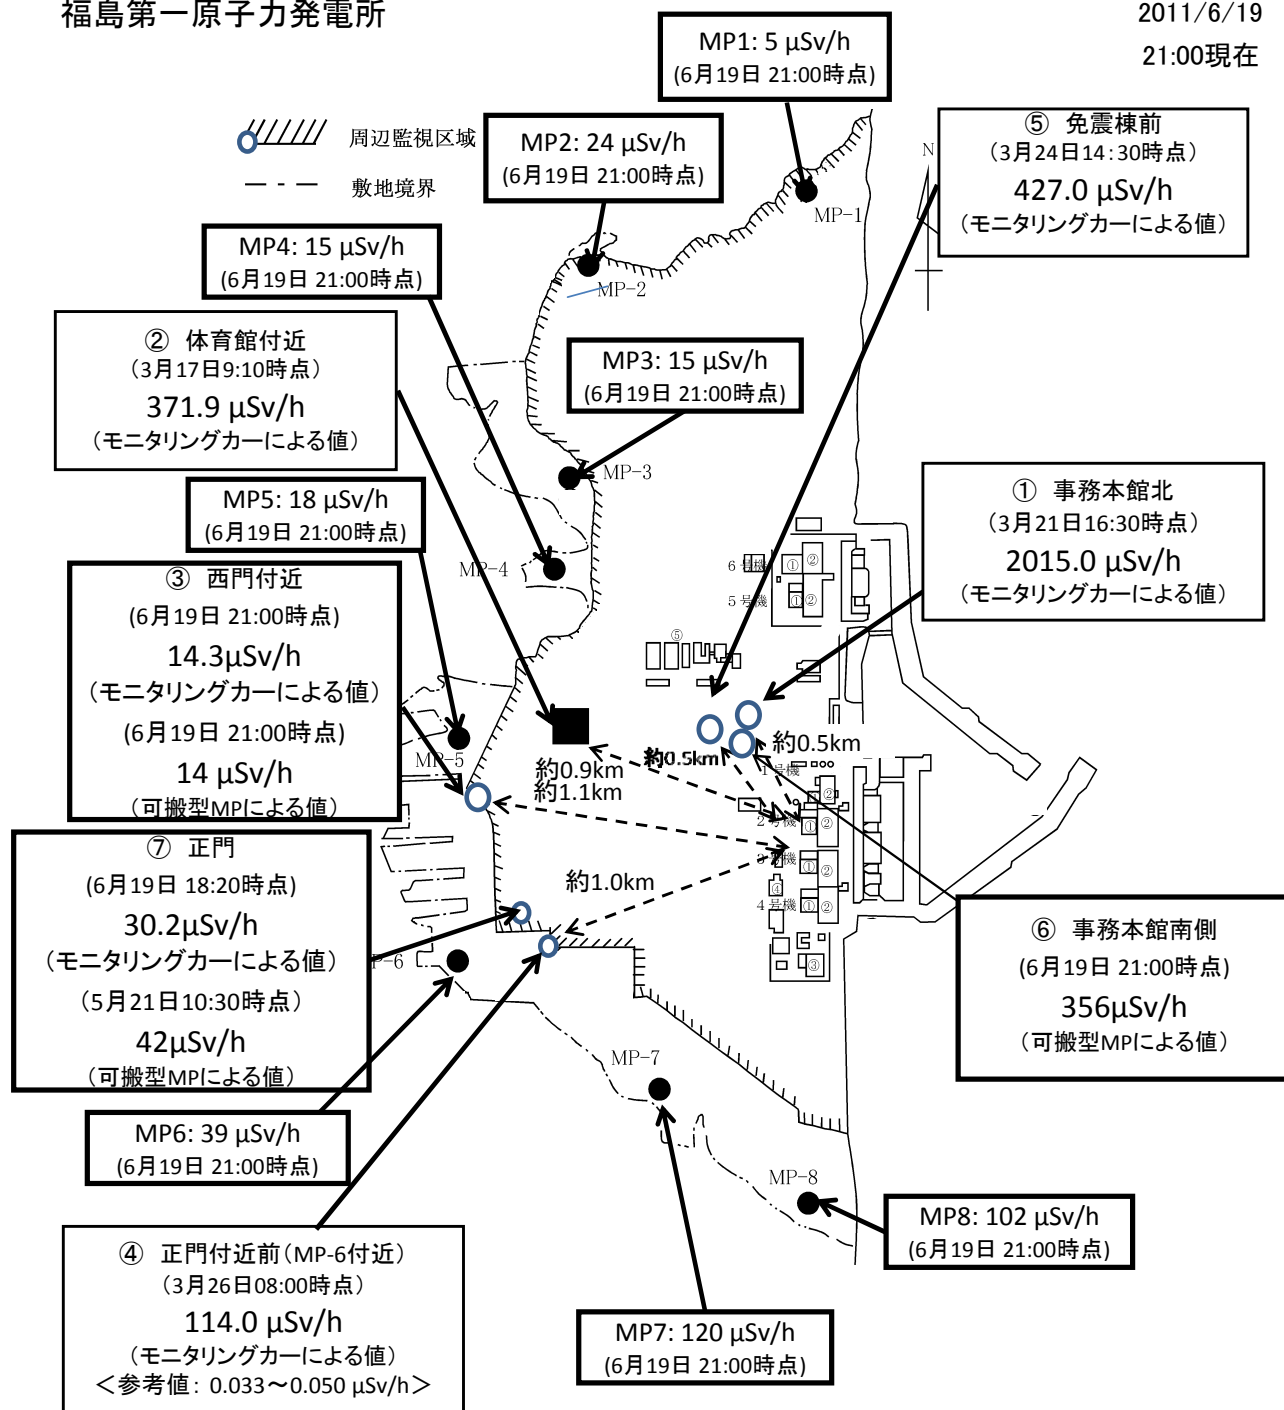 福島第一原子力発電所
2011/6/19
21:00現在
周辺監視区域
敷地境界
MP1: 5 μSv/h
(6月19日 21:00時点)
MP2: 24 μSv/h
(6月19日 21:00時点)
⑤ 免震棟前
(3月24日14:30時点)
427.0 μSv/h
(モニタリングカーによる値)
N
MP-1
MP-2
MP4: 15 μSv/h
(6月19日 21:00時点)
② 体育館付近
(3月17日9:10時点)
371.9 μSv/h
(モニタリングカーによる値)
MP3: 15 μSv/h
(6月19日 21:00時点)
MP-3
MP5: 18 μSv/h
(6月19日 21:00時点)
① 事務本館北
(3月21日16:30時点)
2015.0 μSv/h
(モニタリングカーによる値)
MP-4
6号機
① ②
5号機
① ②
⑤
③ 西門付近
(6月19日 21:00時点)
14.3μSv/h
(モニタリングカーによる値)
(6月19日 21:00時点)
14 μSv/h
(可搬型MPによる値)
MP-5
約0.9km
約1.1km
約0.5km
約0.5km
1号機
②
2号機
① ②
3号機
① ②
④
4号機
① ②
③
約1.0km
⑦ 正門
(6月19日 18:20時点)
30.2μSv/h
(モニタリングカーによる値)
(5月21日10:30時点)
42μSv/h
(可搬型MPによる値)
P-6
⑥ 事務本館南側
(6月19日 21:00時点)
356μSv/h
(可搬型MPによる値)
MP-7
MP6: 39 μSv/h
(6月19日 21:00時点)
MP-8
MP8: 102 μSv/h
(6月19日 21:00時点)
④ 正門付近前(MP-6付近)
(3月26日08:00時点)
114.0 μSv/h
(モニタリングカーによる値)
<参考値: 0.033~0.050 μSv/h>
MP7: 120 μSv/h
(6月19日 21:00時点)